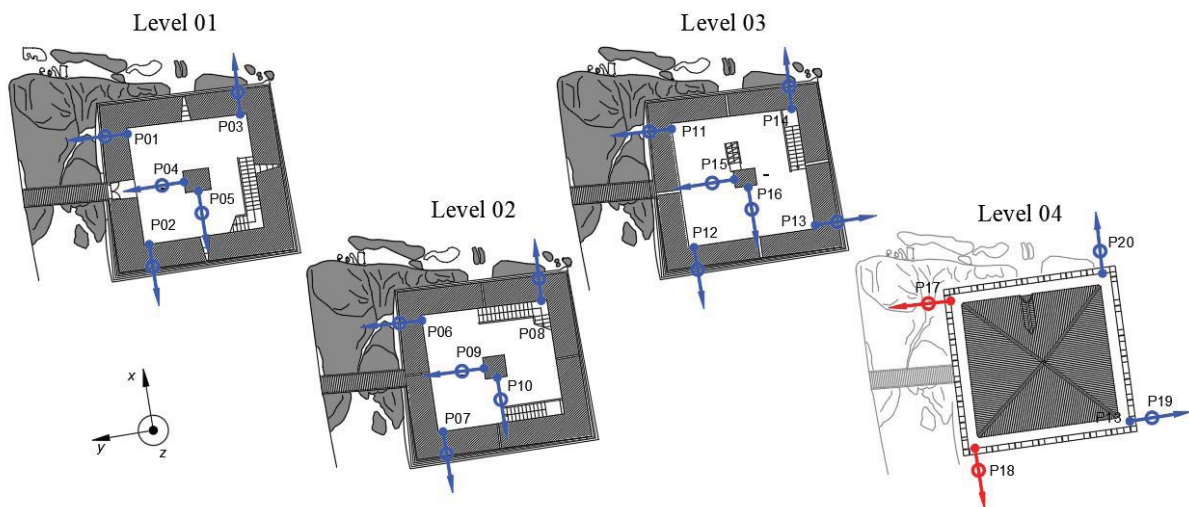 Level 01
P01
P03
P04
P05
P02
Level 02
P06
P08
P09
P10
P07
Level 03
P11
P14
P15
P16
P12
P13
Level 04
P20
P17
P19
P13
P18
x
y
z